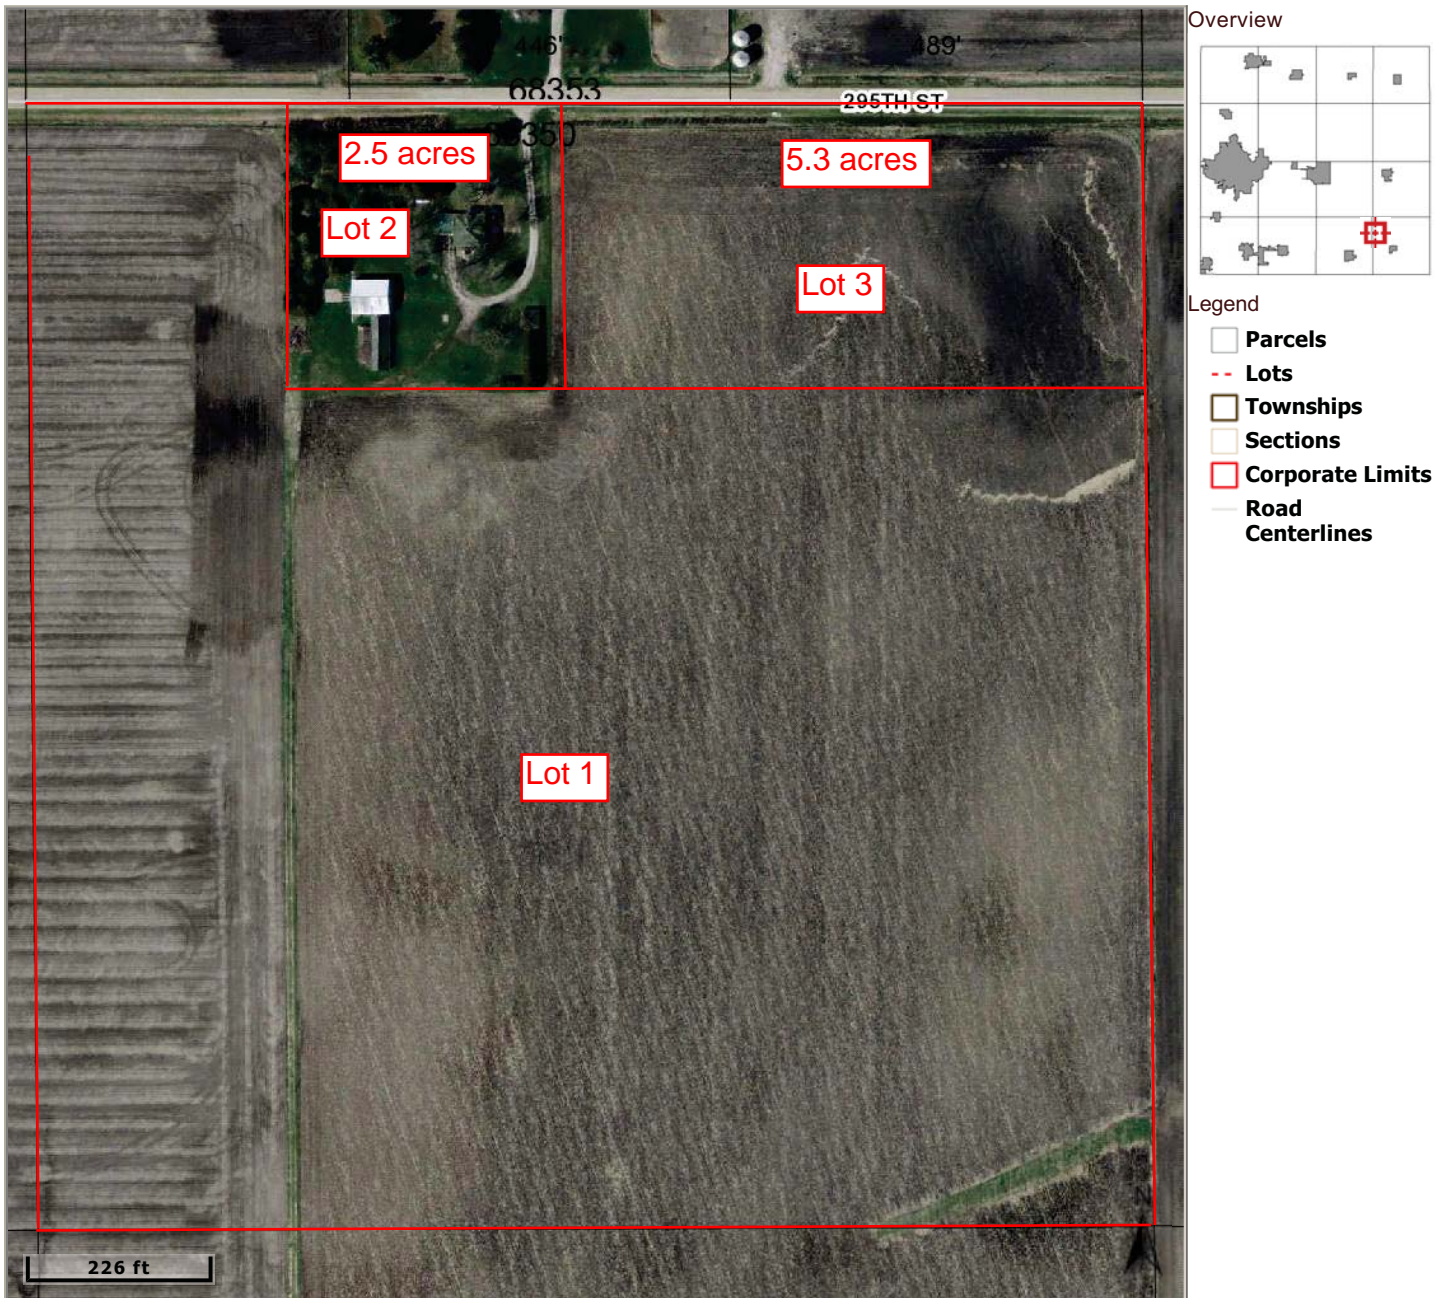 446'
489'
68353
295TH ST
2.5 acres
5.3 acres
Lot 2
Lot 3
Lot 1
N
226 ft
Overview
Legend
Parcels
Lots
Townships
Sections
Corporate Limits
Road
Centerlines